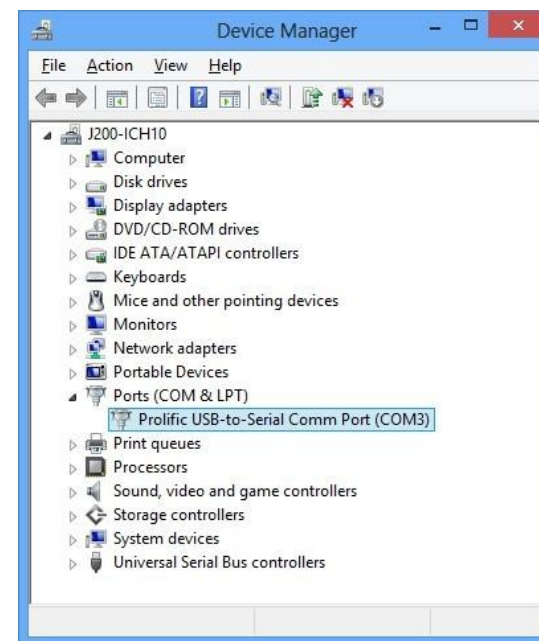 Device Manager
File Action View Help
J200-ICH10
Computer
Disk drives
Display adapters
DVD/CD-ROM drives
IDE ATA/ATAPI controllers
Keyboards
Mice and other pointing devices
Monitors
Network adapters
Portable Devices
Ports (COM & LPT)
Prolific USB-to-Serial Comm Port (COM3)
Print queues
Processors
Sound, video and game controllers
Storage controllers
System devices
Universal Serial Bus controllers